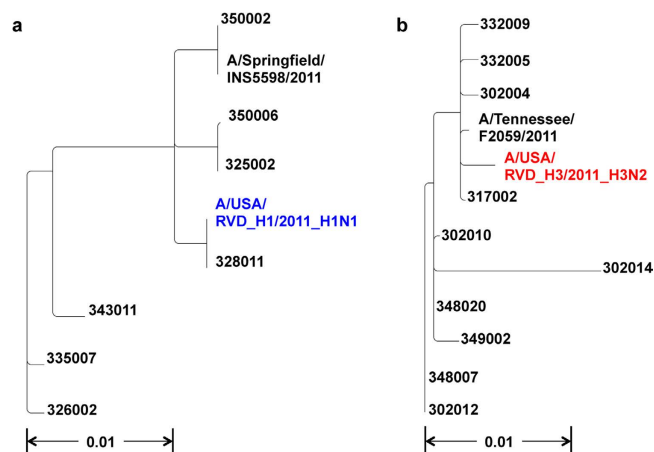 a
350002
A/Springfield/
INS5598/2011
350006
325002
A/USA/
RVD_H1/2011_H1N1
328011
343011
335007
326002
0.01
b
332009
332005
302004
A/Tennessee/
F2059/2011
A/USA/
RVD_H3/2011_H3N2
317002
302010
302014
348020
349002
348007
302012
0.01